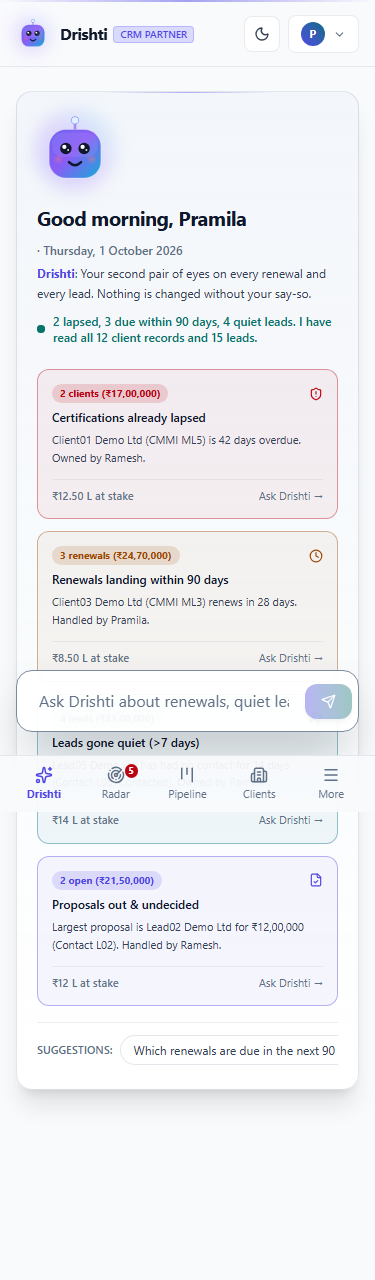 Drishti CRM PARTNER P
Good morning, Pramila
· Thursday, 1 October 2026
Drishti: Your second pair of eyes on every renewal and
every lead. Nothing is changed without your say-so.
2 lapsed, 3 due within 90 days, 4 quiet leads. I have
read all 12 client records and 15 leads.
2 clients (₹17,00,000)
Certifications already lapsed
Client01 Demo Ltd (CMMI ML5) is 42 days overdue.
Owned by Ramesh.
₹12.50 L at stake Ask Drishti →
3 renewals (₹24,70,000)
Renewals landing within 90 days
Client03 Demo Ltd (CMMI ML3) renews in 28 days.
Handled by Pramila.
₹8.50 L at stake Ask Drishti →
Ask Drishti about renewals, quiet lea
Leads gone quiet (>7 days)
Drishti Radar 5 Pipeline Clients More
₹14 L at stake Ask Drishti →
2 open (₹21,50,000)
Proposals out & undecided
Largest proposal is Lead02 Demo Ltd for ₹12,00,000
(Contact L02). Handled by Ramesh.
₹12 L at stake Ask Drishti →
SUGGESTIONS: Which renewals are due in the next 90